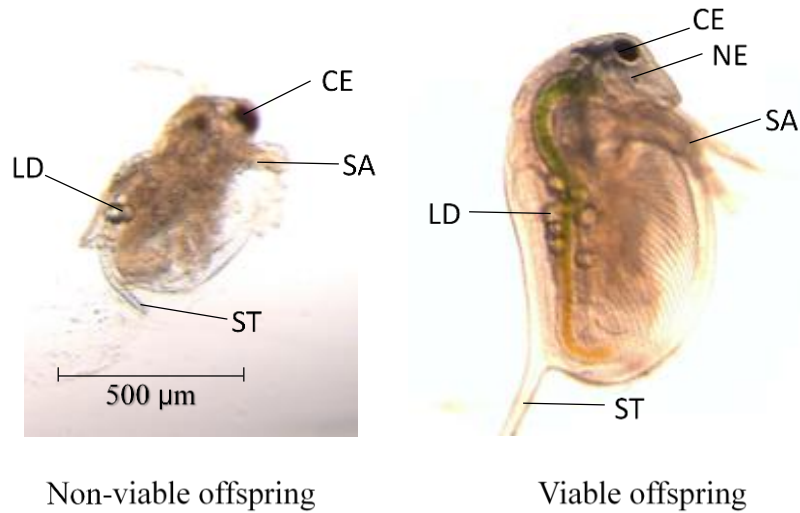 CE
LD
SA
ST
500 µm
Non-viable offspring
CE
NE
SA
LD
ST
Viable offspring